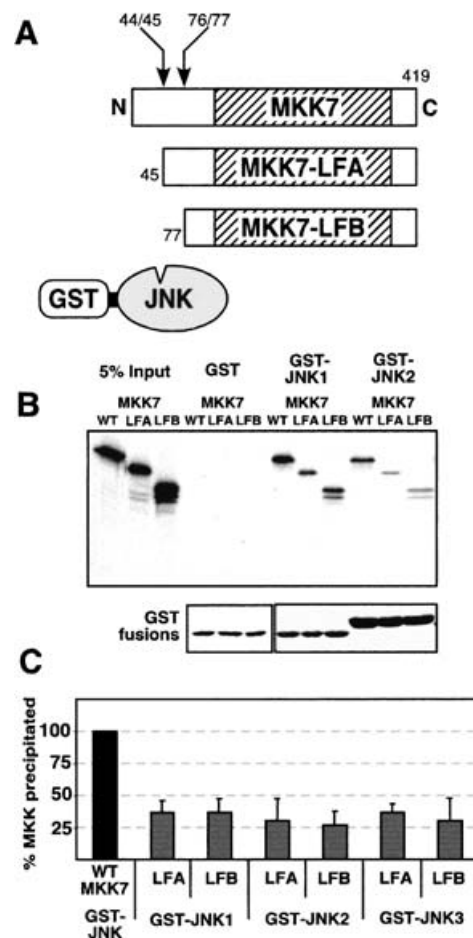 A
44/45 76/77
419
N MKK7 C
45 MKK7-LFA
77 MKK7-LFB
GST JNK
B
5% Input GST GST-JNK1 GST-JNK2
MKK7 MKK7 MKK7 MKK7
WT LFA LFB WT LFA LFB WT LFA LFB WT LFA LFB
GST
fusions
C
% MKK precipitated
100
75
50
25
WT LFA LFB LFA LFB LFA LFB
MKK7
GST-JNK GST-JNK1 GST-JNK2 GST-JNK3